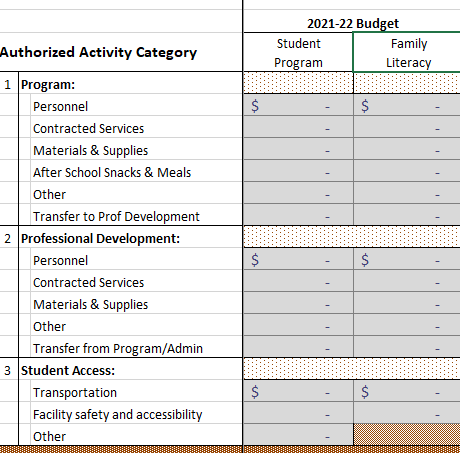 2021-22 Budget
Authorized Activity Category
Student Program
Family Literacy
1 Program:
Personnel $ - $ -
Contracted Services - -
Materials & Supplies - -
After School Snacks & Meals - -
Other - -
Transfer to Prof Development - -
2 Professional Development:
Personnel $ - $ -
Contracted Services - -
Materials & Supplies - -
Other - -
Transfer from Program/Admin - -
3 Student Access:
Transportation $ - $ -
Facility safety and accessibility - -
Other -